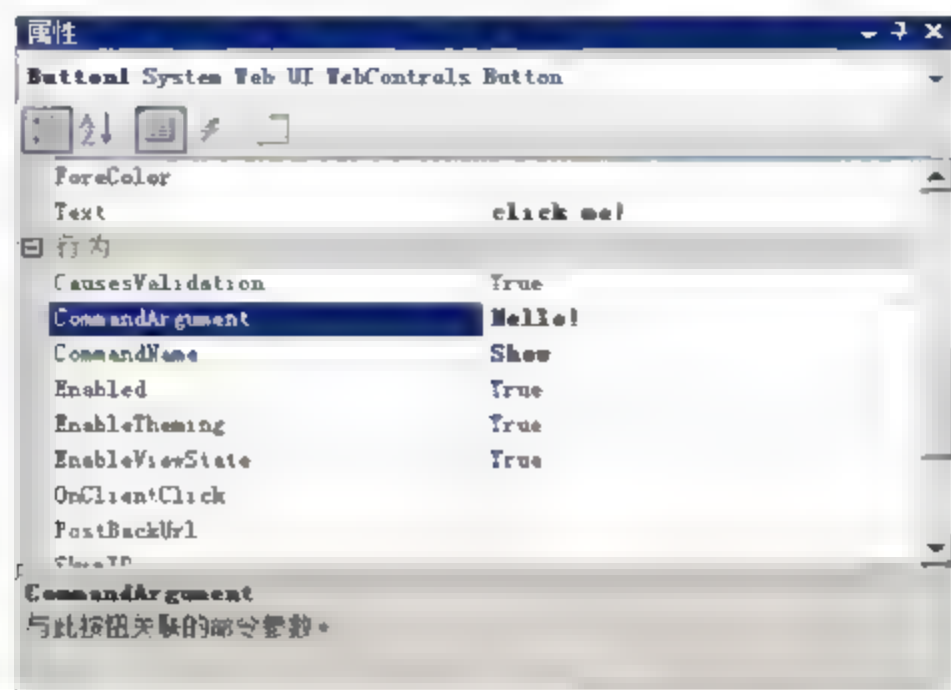 属性
Button1 System Web UI WebControls Button
ForeColor
Text click me!
行为
CausesValidation True
CommandArgument Hello!
CommandName Show
Enabled True
EnableTheming True
EnableViewState True
OnClientClick
PostBackUrl
CommandArgument
与此按钮关联的命令参数。